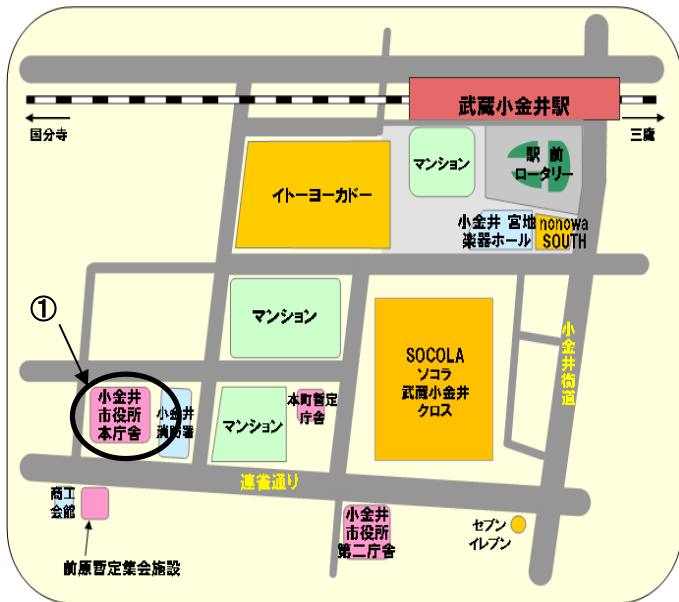 武蔵小金井駅
国分寺
三鷹
マンション
駅 前
ロータリー
イトーヨーカドー
小金井 宮地
楽器ホール
nonowa
SOUTH
マンション
①
SOCOLA
ソコラ
武蔵小金井
クロス
小金井街道
小金井
市役所
本庁舎
小金井
消防署
マンション
本町暫定
庁舎
連雀通り
商工
会館
小金井
市役所
第二庁舎
セブン
イレブン
前原暫定集会施設